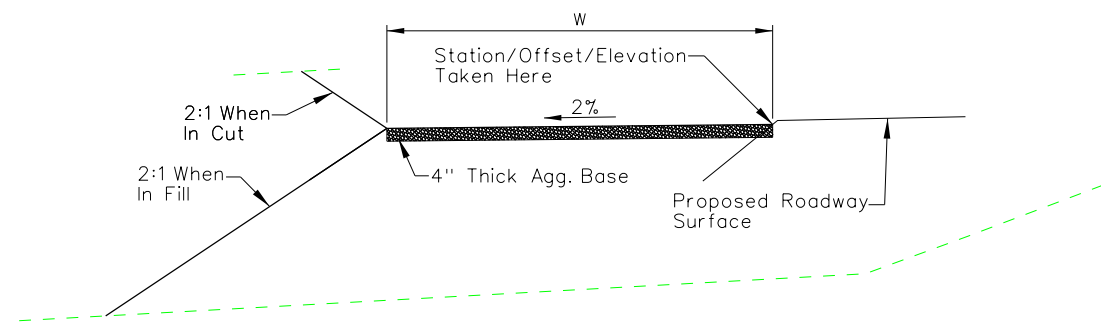 W
Station/Offset/Elevation
Taken Here
2:1 When
In Cut
2%
2:1 When
In Fill
4" Thick Agg. Base
Proposed Roadway
Surface